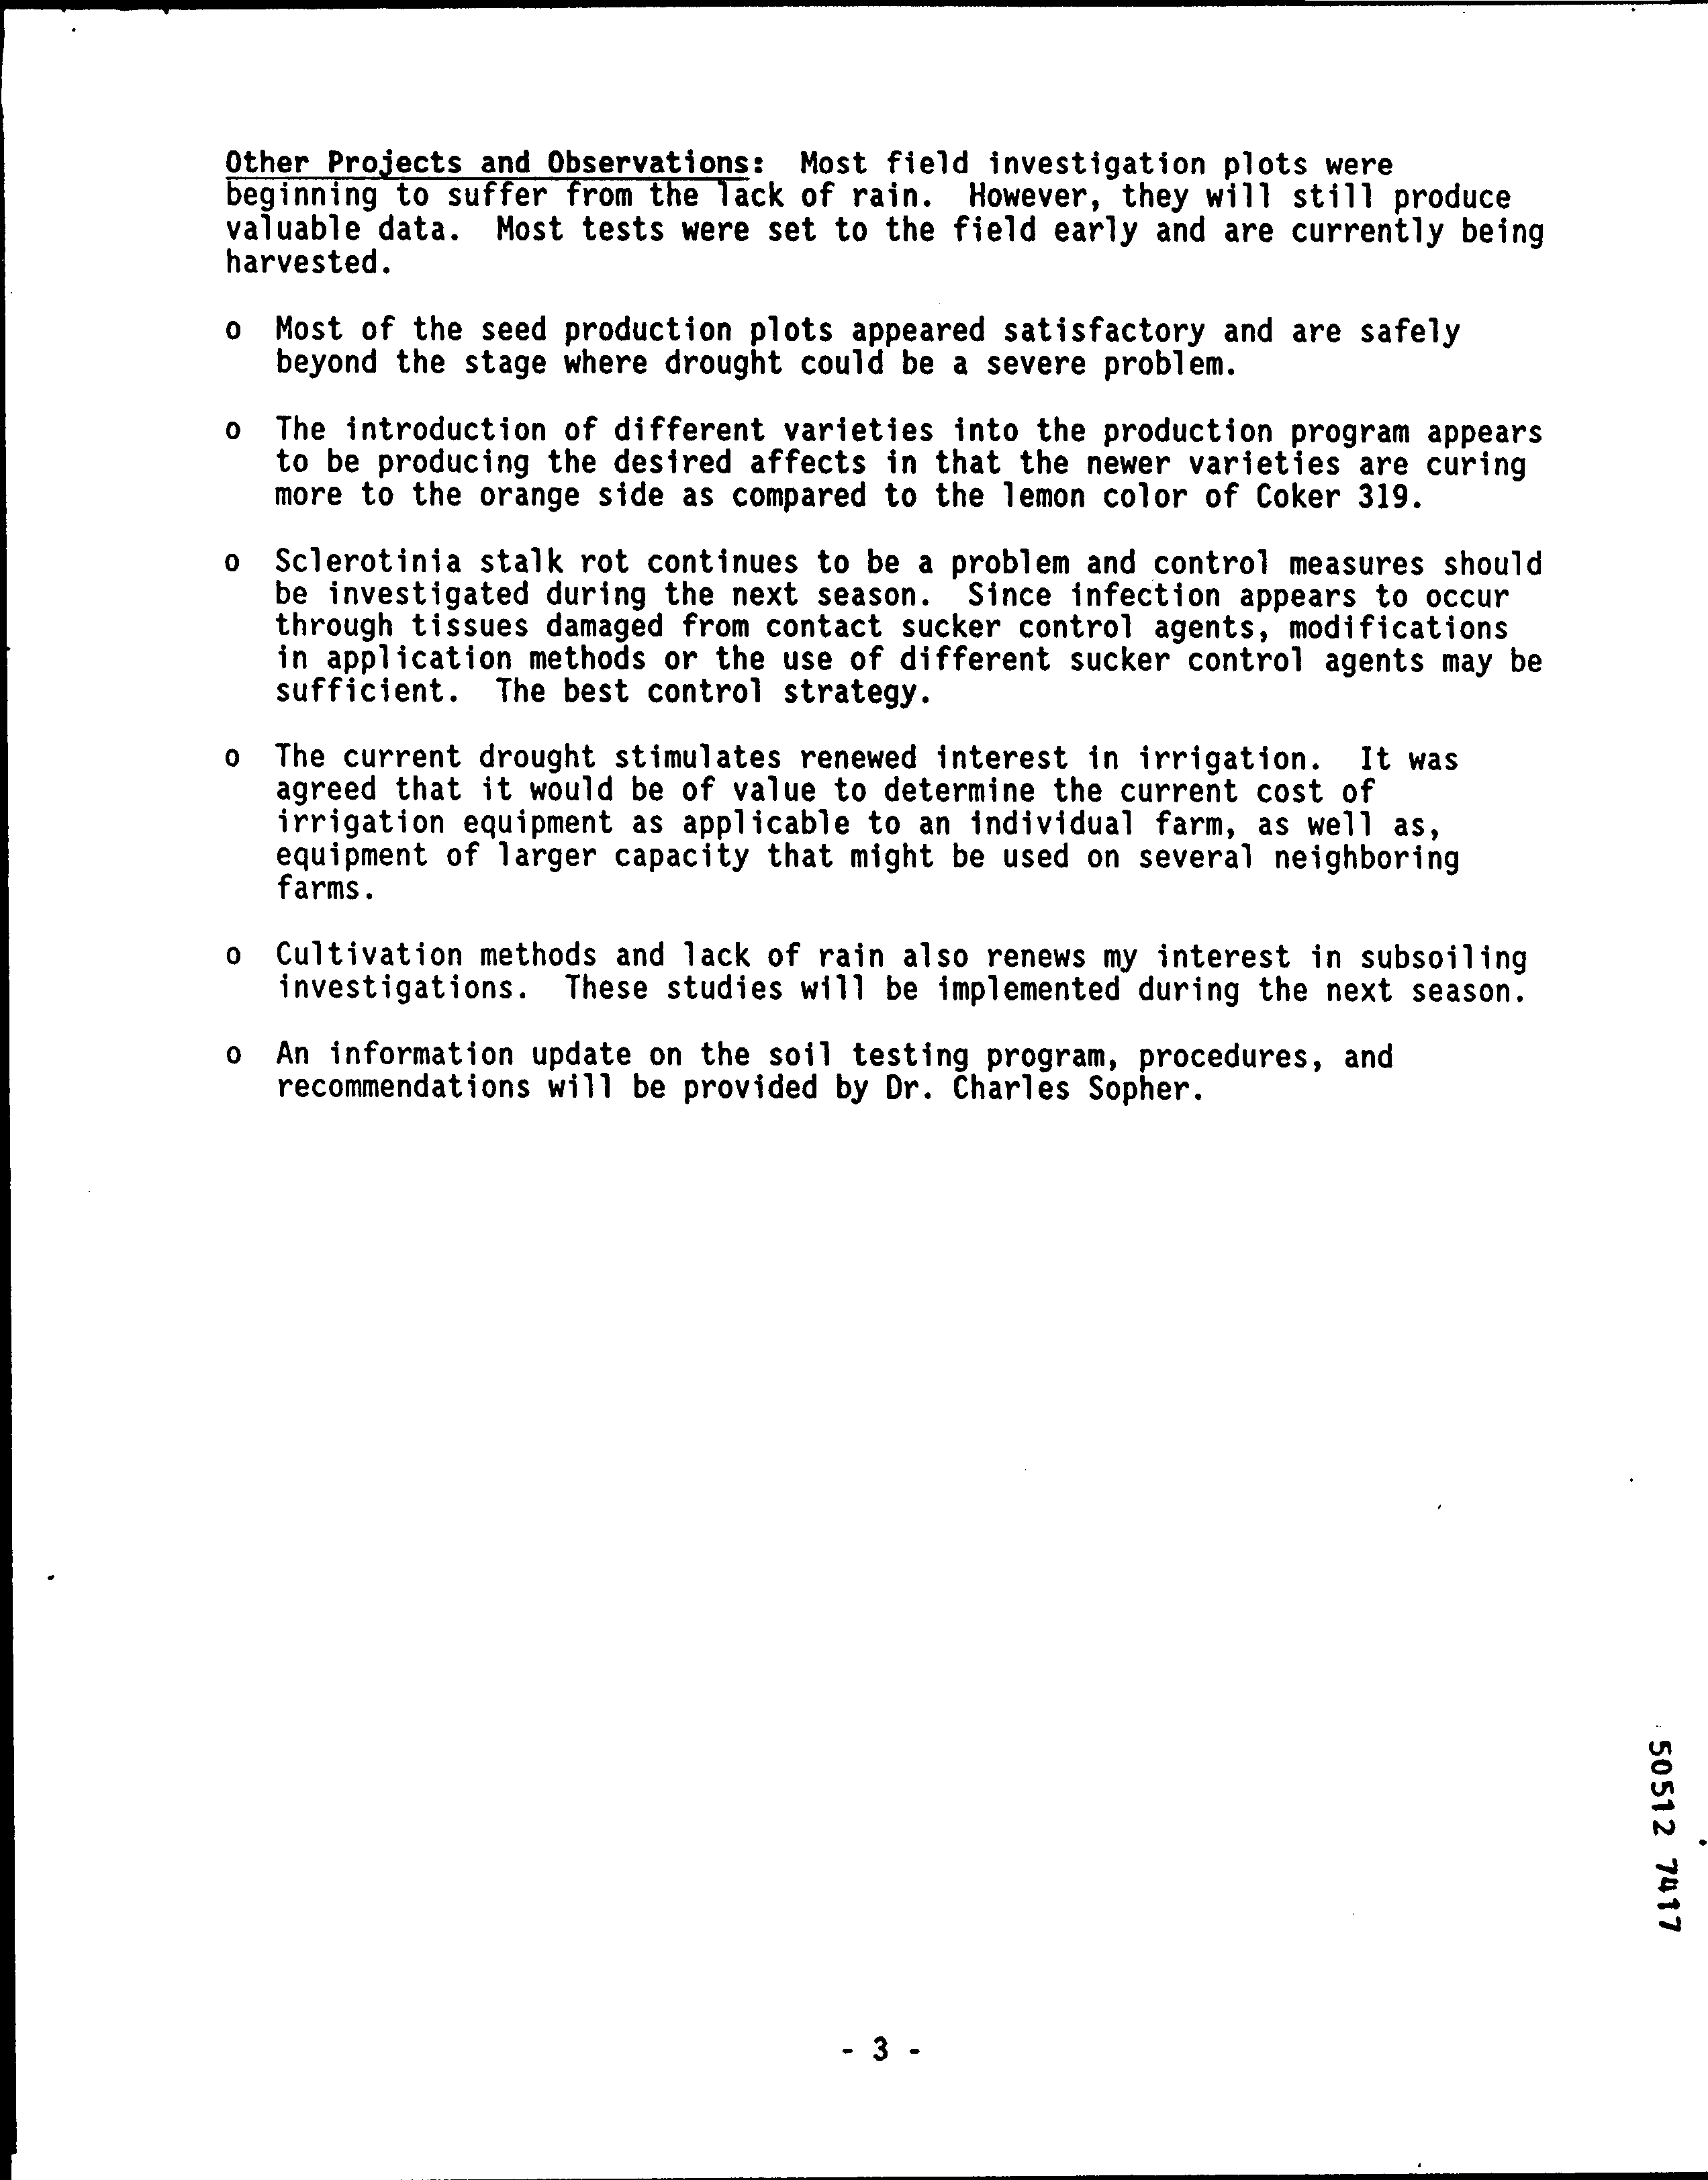 Other Projects and Observations: Most field investigation plots were
beginning to suffer from the lack of rain. However, they will still produce
valuable data. Most tests were set to the field early and are currently being
harvested.
o Most of the seed production plots appeared satisfactory and are safely
beyond the stage where drought could be a severe problem.
o The introduction of different varieties into the production program appears
to be producing the desired affects in that the newer varieties are curing
more to the orange side as compared to the lemon color of Coker 319.
o Sclerotinia stalk rot continues to be a problem and control measures should
be investigated during the next season. Since infection appears to occur
through tissues damaged from contact sucker control agents, modifications
in application methods or the use of different sucker control agents may be
sufficient. The best control strategy.
o The current drought stimulates renewed interest in irrigation. It was
agreed that it would be of value to determine the current cost of
irrigation equipment as applicable to an individual farm, as well as,
equipment of larger capacity that might be used on several neighboring
farms.
o Cultivation methods and lack of rain also renews my interest in subsoiling
investigations. These studies will be implemented during the next season.
o An information update on the soil testing program, procedures, and
recommendations will be provided by Dr. Charles Sopher.
50512 7417
- 3 -